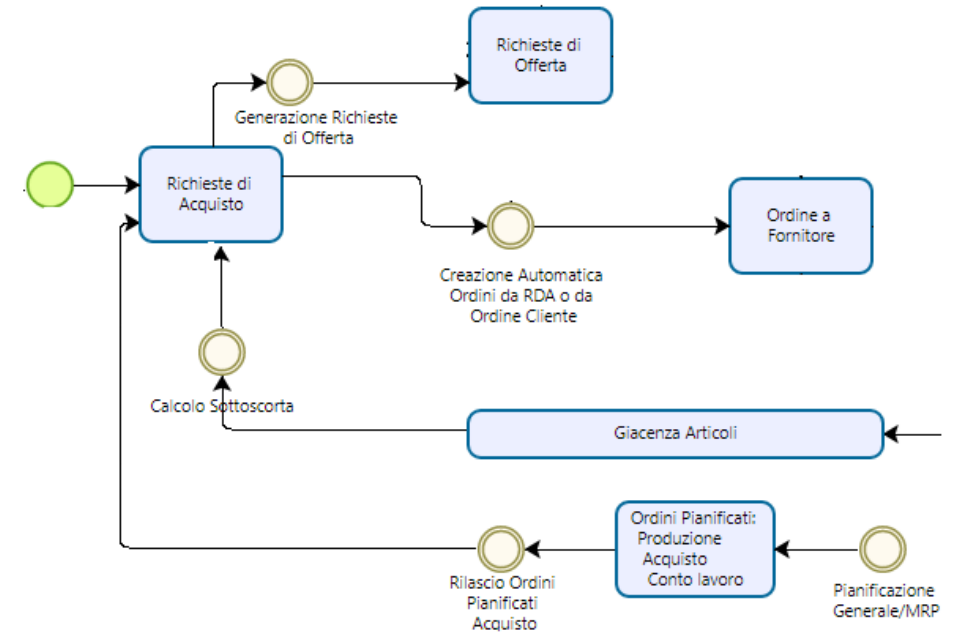 Richieste di
Offerta
Generazione Richieste
di Offerta
Richieste di
Acquisto
Ordine a
Fornitore
Creazione Automatica
Ordini da RDA o da
Ordine Cliente
Calcolo Sottoscorta
Giacenza Articoli
Ordini Pianificati:
Produzione
Acquisto
Conto lavoro
Rilascio Ordini
Pianificati
Acquisto
Pianificazione
Generale/MRP